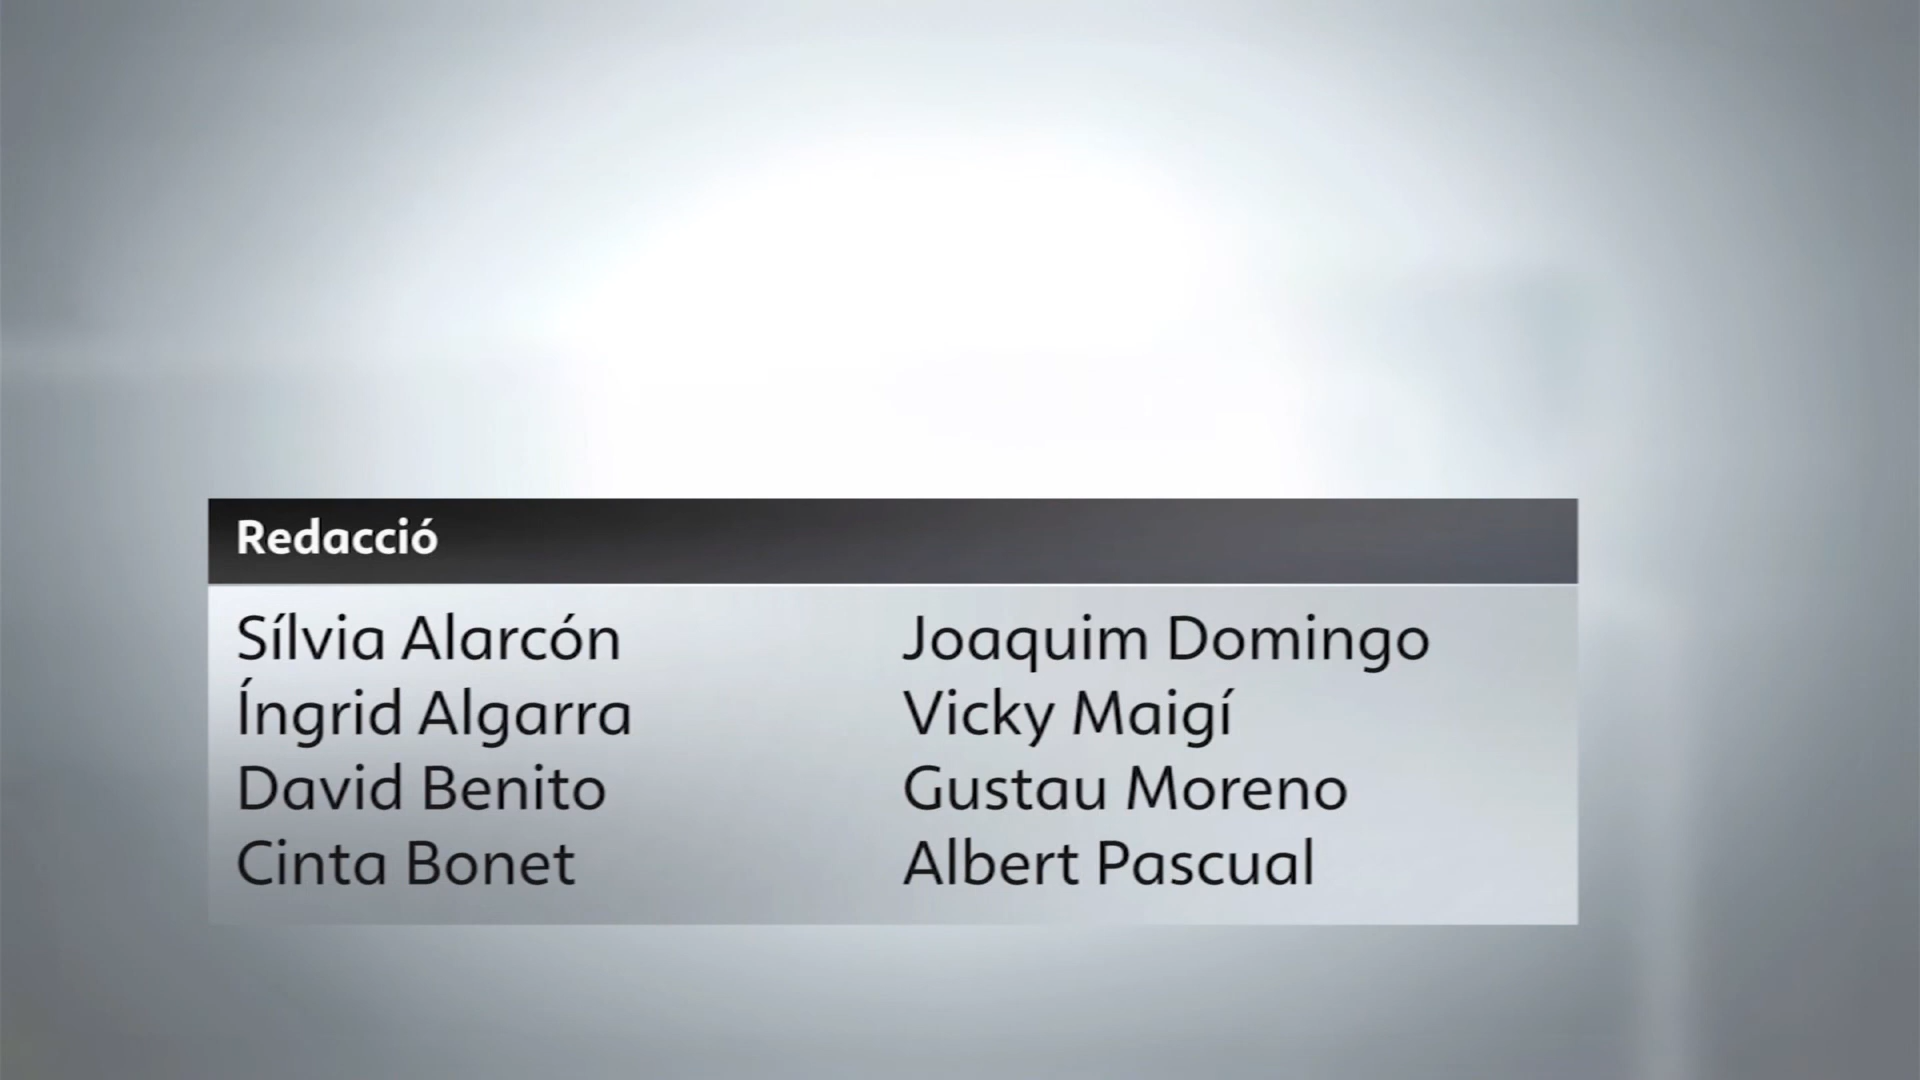 Redacció
Sílvia Alarcón
Íngrid Algarra
David Benito
Cinta Bonet
Joaquim Domingo
Vicky Maigí
Gustau Moreno
Albert Pascual